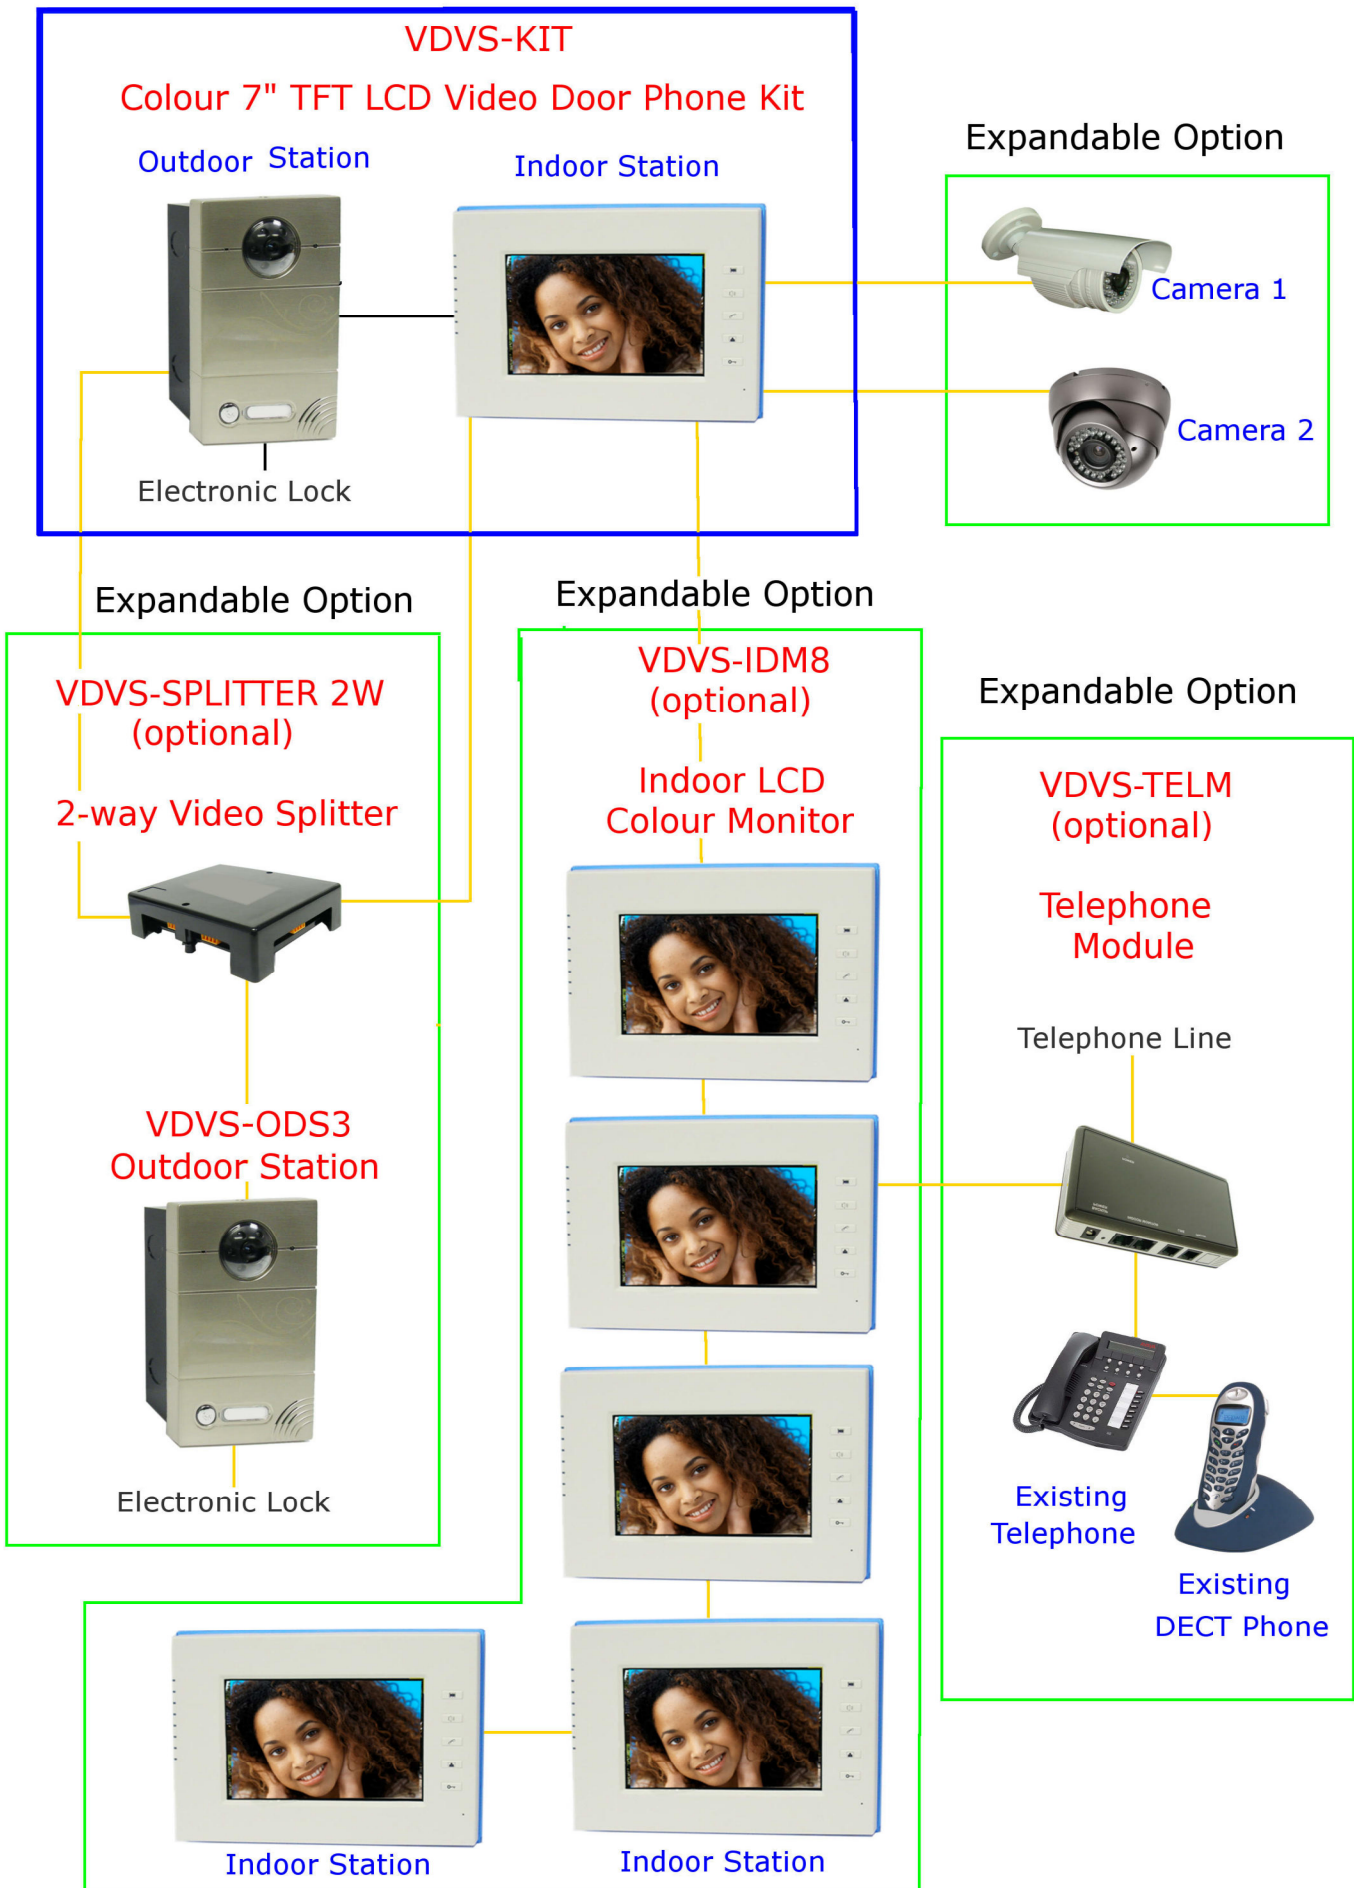 VDVS-KIT
Colour 7" TFT LCD Video Door Phone Kit
Outdoor Station
Indoor Station
Electronic Lock
Expandable Option
Camera 1
Camera 2
Expandable Option
VDVS-SPLITTER 2W
(optional)
2-way Video Splitter
VDVS-ODS3
Outdoor Station
Electronic Lock
Expandable Option
VDVS-IDM8
(optional)
Indoor LCD
Colour Monitor
Indoor Station
Indoor Station
Expandable Option
VDVS-TELM
(optional)
Telephone
Module
Telephone Line
Existing
Telephone
Existing
DECT Phone